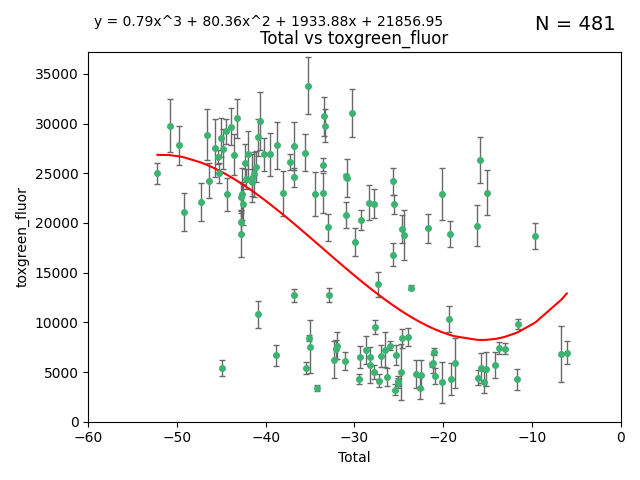 y = 0.79x^3 + 80.36x^2 + 1933.88x + 21856.95
N = 481
Total vs toxgreen_fluor
35000
30000
25000
20000
15000
10000
5000
0
toxgreen_fluor
−60 −50 −40 −30 −20 −10 0
Total